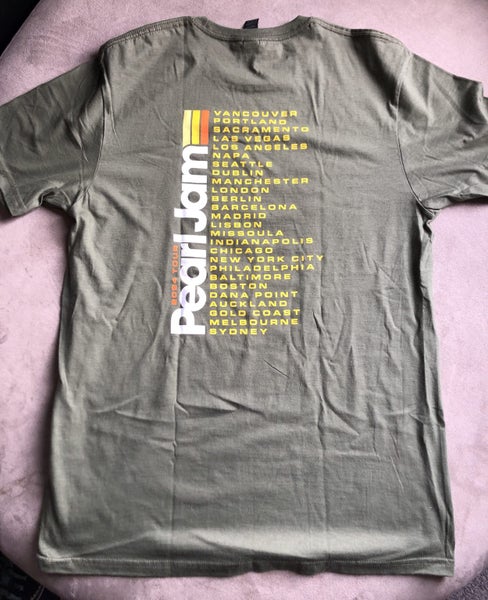 VANCOUVER
PORTLAND
SACRAMENTO
LAS VEGAS
LOS ANGELES
NAPA
SEATTLE
DUBLIN
MANCHESTER
LONDON
BERLIN
BARCELONA
MADRID
LISBON
MISSOULA
INDIANAPOLIS
CHICAGO
NEW YORK CITY
PHILADELPHIA
BALTIMORE
BOSTON
DANA POINT
AUCKLAND
GOLD COAST
MELBOURNE
SYDNEY
2024 TOUR
Pearl Jam